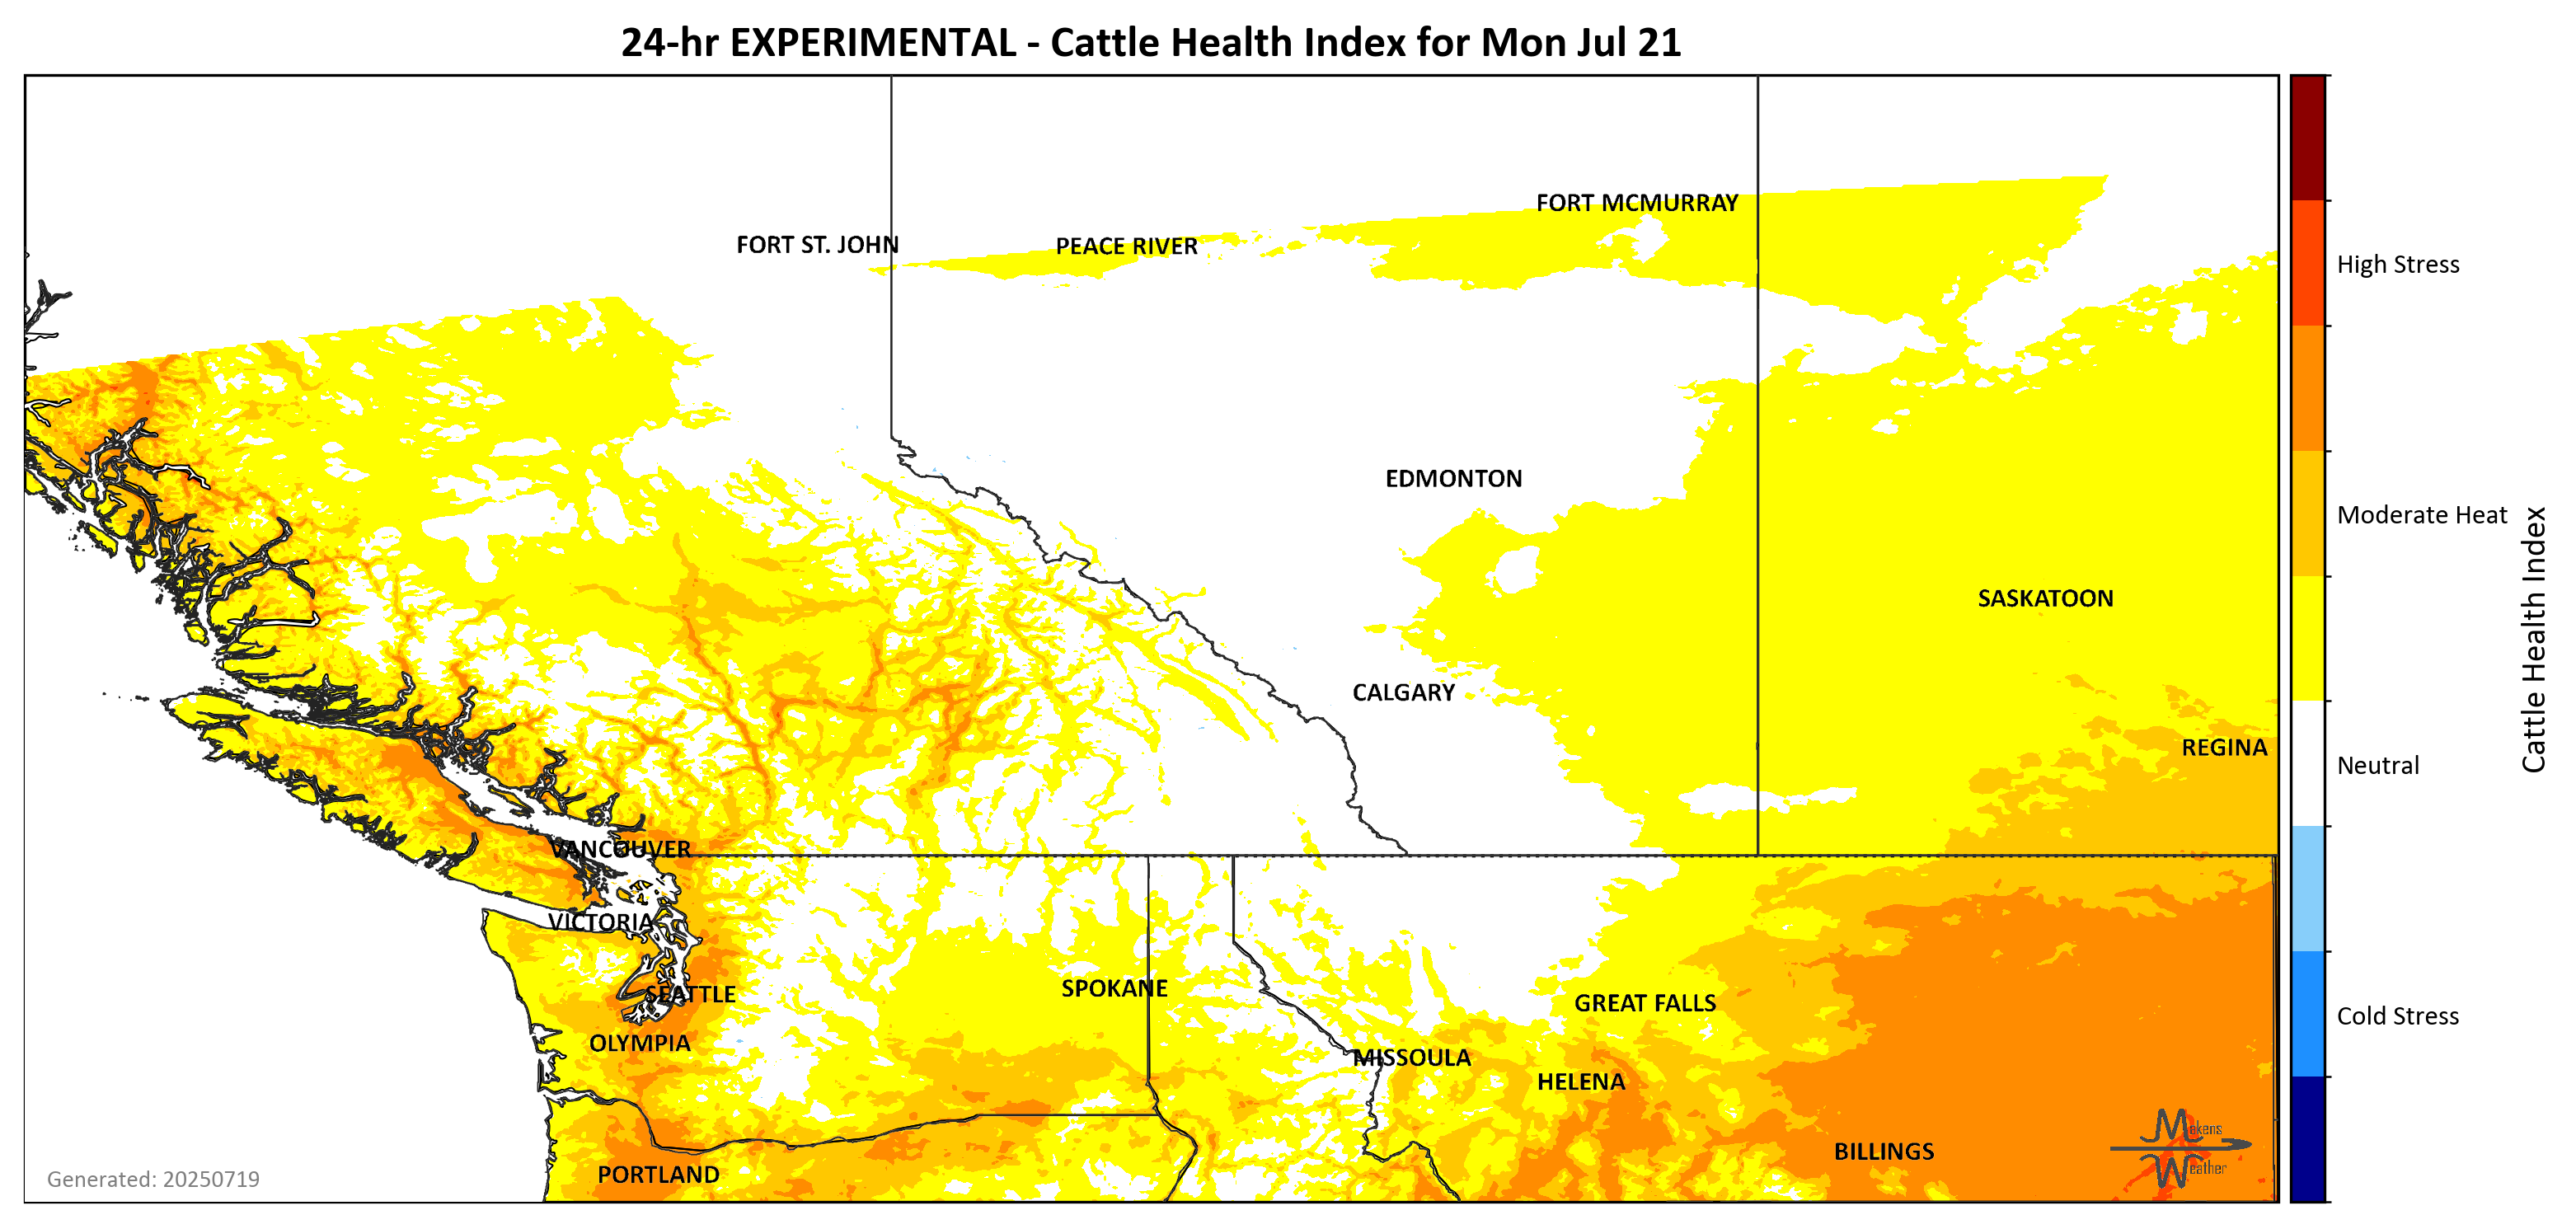 24-hr EXPERIMENTAL - Cattle Health Index for Mon Jul 21
FORT MCMURRAY
FORT ST. JOHN
PEACE RIVER
High Stress
EDMONTON
Moderate Heat
SASKATOON
CALGARY
Cattle Health Index
REGINA
Neutral
VANCOUVER
VICTORIA
SPOKANE
SEATTLE
GREAT FALLS
Cold Stress
OLYMPIA
MISSOULA
HELENA
Makens
Weather
BILLINGS
PORTLAND
Generated: 20250719